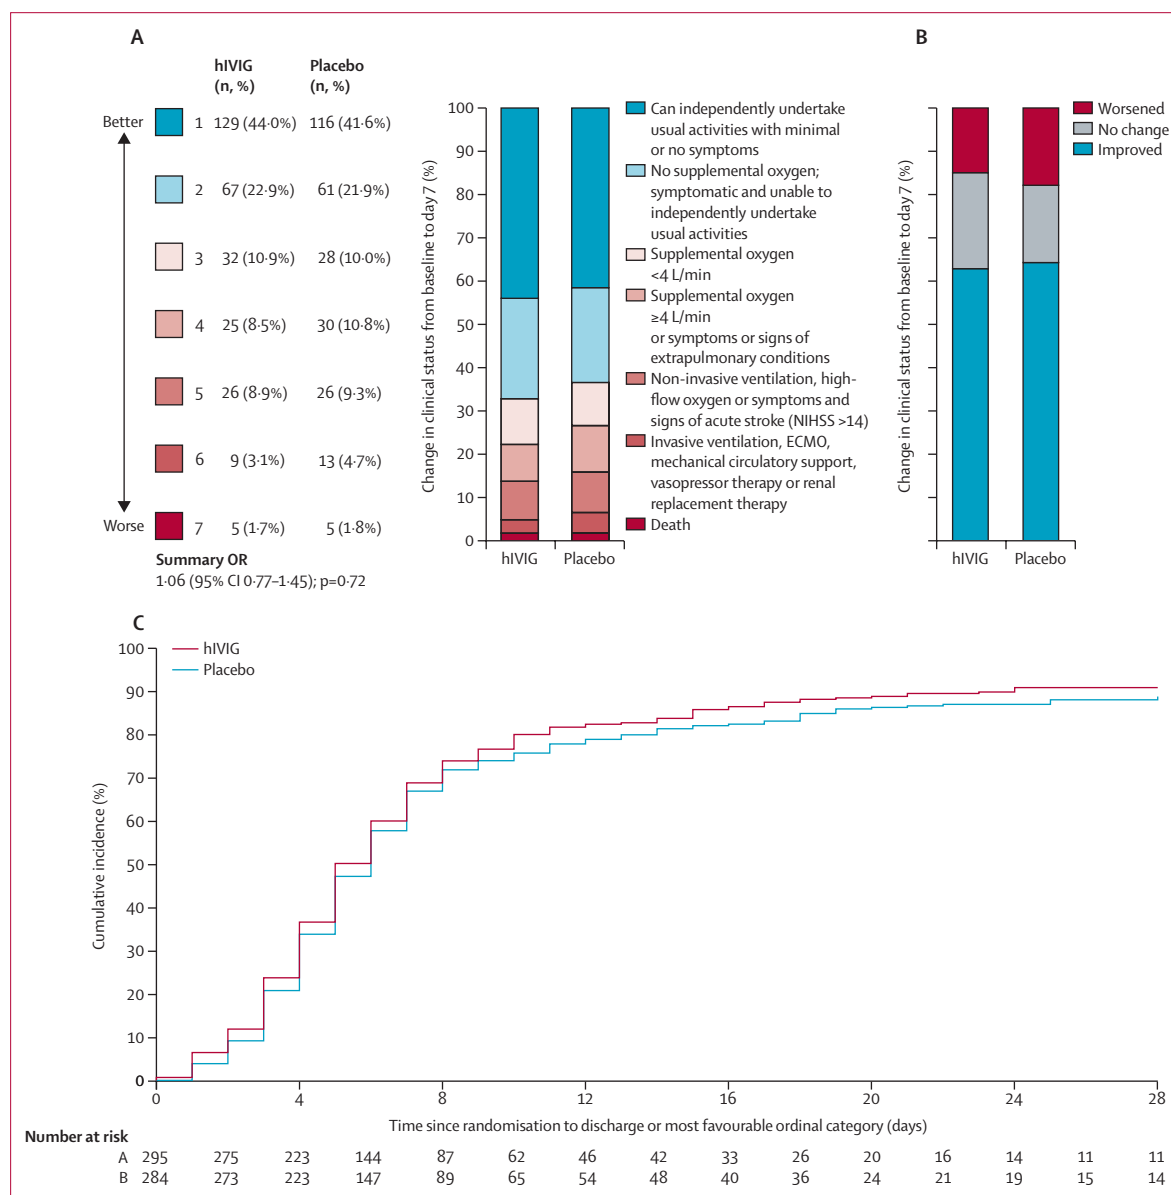 A
hIVIG
(n, %)
Placebo
(n, %)
Better
1 129 (44·0%) 116 (41·6%)
2 67 (22·9%) 61 (21·9%)
3 32 (10·9%) 28 (10·0%)
4 25 (8·5%) 30 (10·8%)
5 26 (8·9%) 26 (9·3%)
6 9 (3·1%) 13 (4·7%)
Worse
7 5 (1·7%) 5 (1·8%)
Summary OR
1·06 (95% CI 0·77–1·45); p=0·72
Change in clinical status from baseline to day 7 (%)
100
90
80
70
60
50
40
30
20
10
0
hIVIG Placebo
Can independently undertake
usual activities with minimal
or no symptoms
No supplemental oxygen;
symptomatic and unable to
independently undertake
usual activities
Supplemental oxygen
<4 L/min
Supplemental oxygen
≥4 L/min
or symptoms or signs of
extrapulmonary conditions
Non-invasive ventilation, high-
flow oxygen or symptoms and
signs of acute stroke (NIHSS >14)
Invasive ventilation, ECMO,
mechanical circulatory support,
vasopressor therapy or renal
replacement therapy
Death
B
Change in clinical status from baseline to day 7 (%)
hIVIG Placebo
Worsened
No change
Improved
C
hIVIG
Placebo
Cumulative incidence (%)
100
90
80
70
60
50
40
30
20
10
0
0 4 8 12 16 20 24 28
Time since randomisation to discharge or most favourable ordinal category (days)
Number at risk
A 295 275 223 144 87 62 46 42 33 26 20 16 14 11 11
B 284 273 223 147 89 65 54 48 40 36 24 21 19 15 14